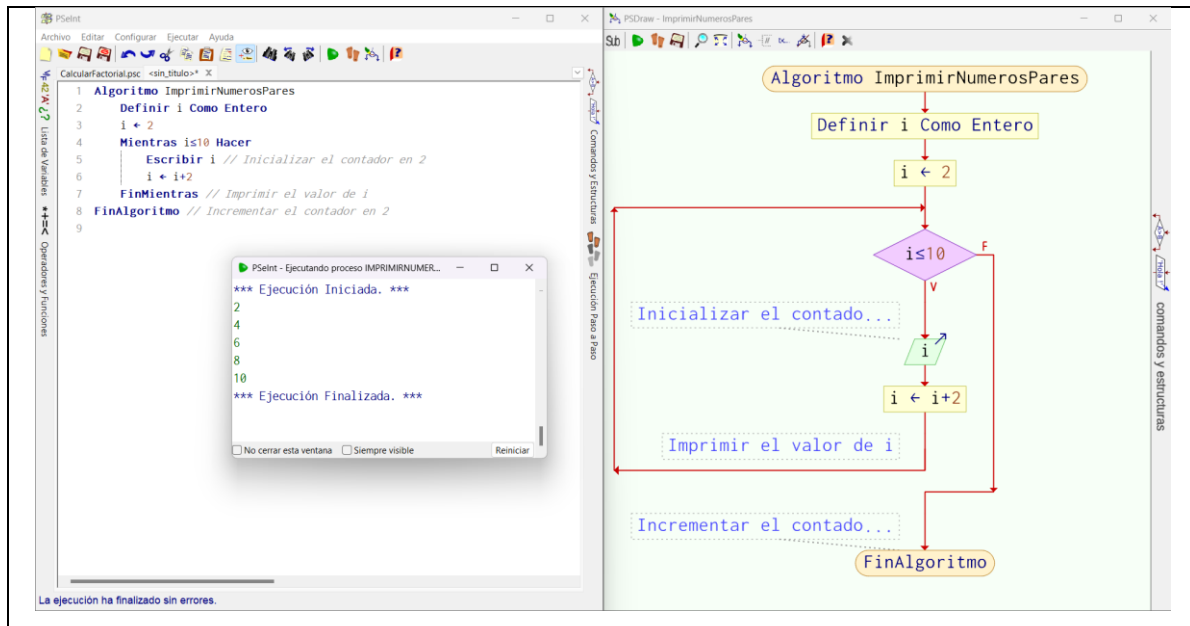 PSeInt
Archivo Editar Configurar Ejecutar Ayuda
CalcularFactorial.psc <sin_titulo>* X
1 Algoritmo ImprimirNumerosPares
2 Definir i Como Entero
3 i ← 2
4 Mientras i≤10 Hacer
5 Escribir i // Inicializar el contador en 2
6 i ← i+2
7 FinMientras // Imprimir el valor de i
8 FinAlgoritmo // Incrementar el contador en 2
9
Lista de Variables
*+=< Operadores y Funciones
Comandos y Estructuras
Ejecución Paso a Paso
PSeInt - Ejecutando proceso IMPRIMIRNUMER...
*** Ejecución Iniciada. ***
2
4
6
8
10
*** Ejecución Finalizada. ***
No cerrar esta ventana Siempre visible Reiniciar
La ejecución ha finalizado sin errores.
PSDraw - ImprimirNumerosPares
Sub
Algoritmo ImprimirNumerosPares
Definir i Como Entero
i ← 2
i≤10
F
V
Inicializar el contado...
i
i ← i+2
Imprimir el valor de i
Incrementar el contado...
FinAlgoritmo
comandos y estructuras